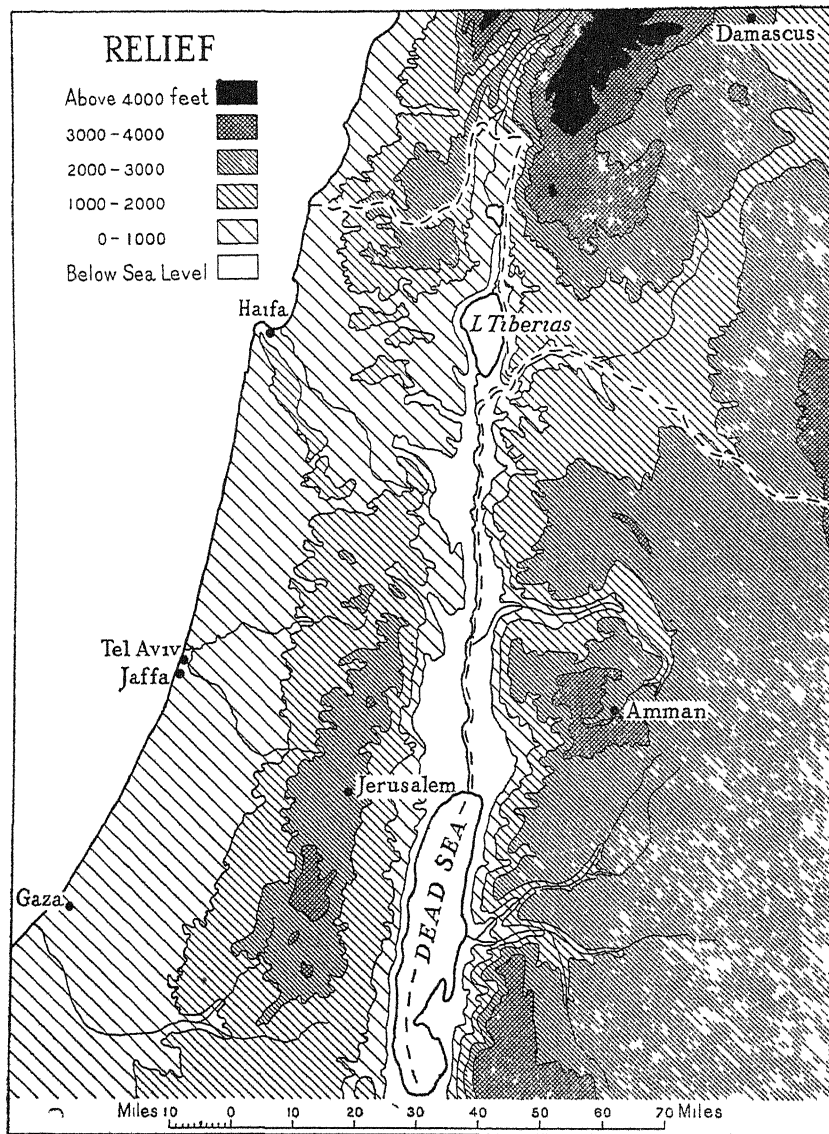 RELIEF
Above 4000 feet
3000-4000
2000-3000
1000-2000
0-1000
Below Sea Level
Damascus
Haifa
L Tiberias
Tel Aviv
Jaffa
Amman
Jerusalem
DEAD SEA
Gaza
Miles 10 0 10 20 30 40 50 60 70 Miles